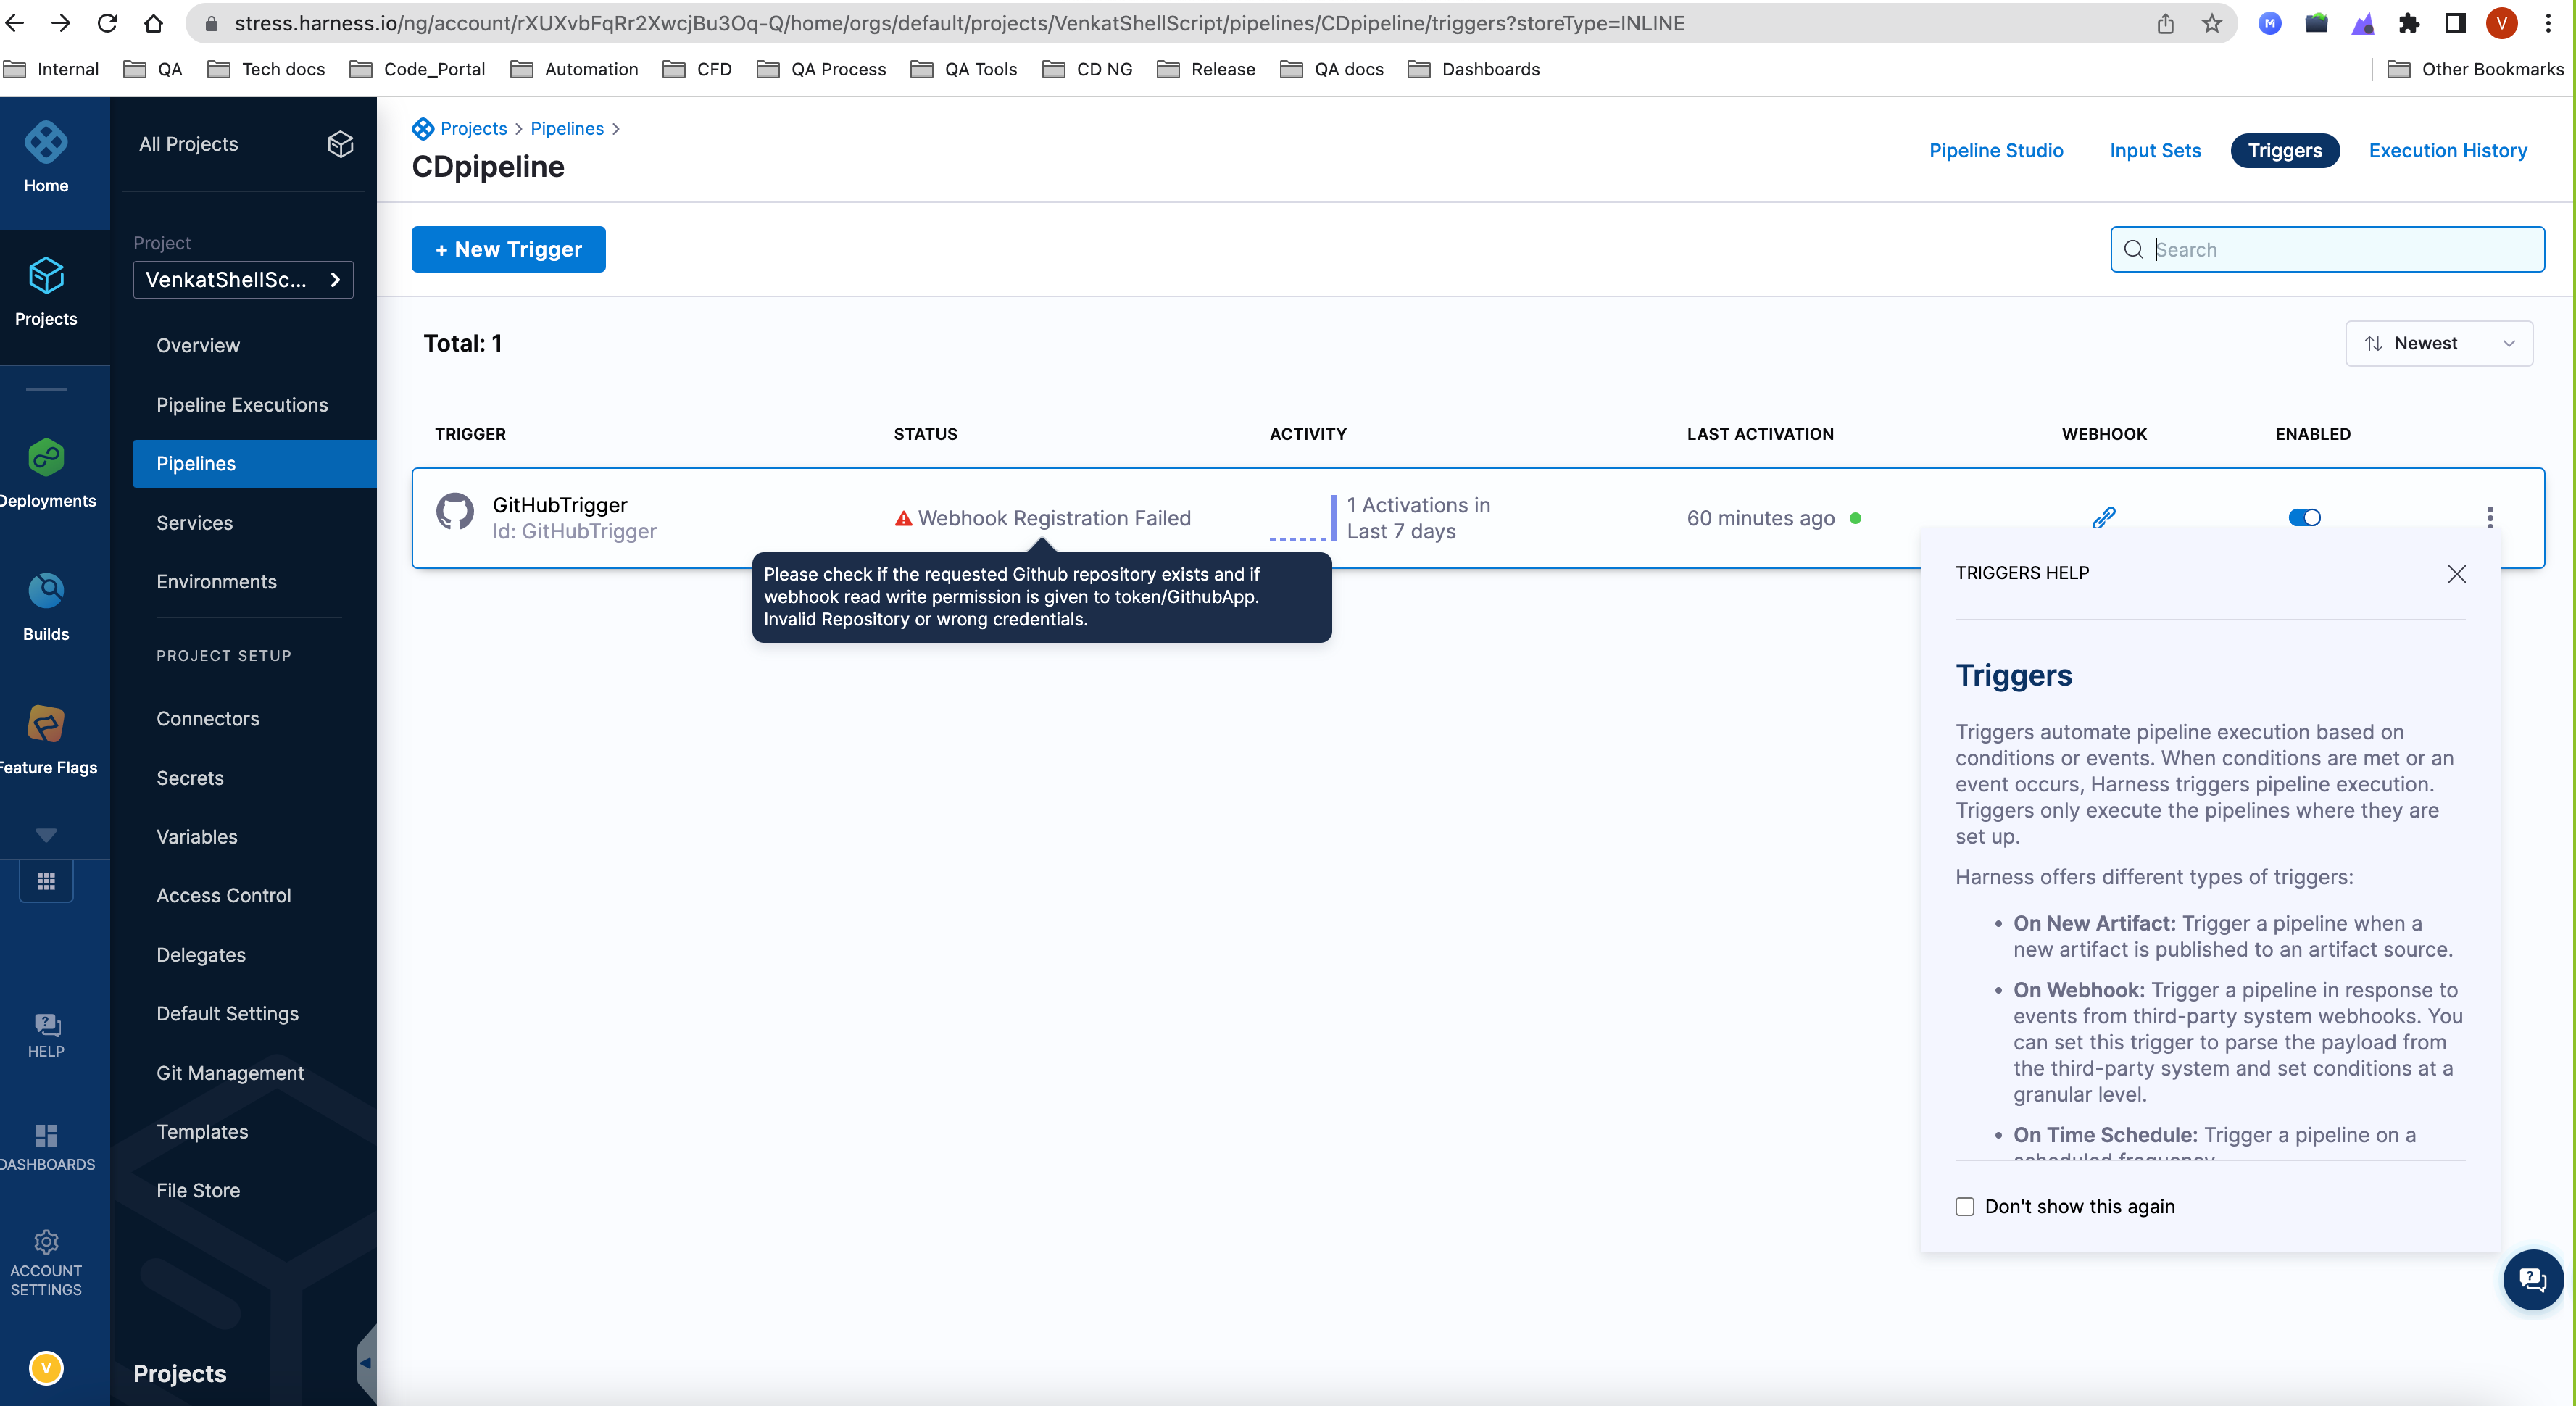 stress.harness.io/ng/account/rXUXvbFqRr2XwcjBu3Oq-Q/home/orgs/default/projects/VenkatShellScript/pipelines/CDpipeline/triggers?storeType=INLINE
M
V
Internal
QA
Tech docs
Code_Portal
Automation
CFD
QA Process
QA Tools
CD NG
Release
QA docs
Dashboards
Other Bookmarks
Home
Projects
Deployments
Builds
Feature Flags
HELP
DASHBOARDS
ACCOUNT
SETTINGS
V
All Projects
Project
VenkatShellSc...
Overview
Pipeline Executions
Pipelines
Services
Environments
PROJECT SETUP
Connectors
Secrets
Variables
Access Control
Delegates
Default Settings
Git Management
Templates
File Store
Projects
Projects > Pipelines >
CDpipeline
Pipeline Studio
Input Sets
Triggers
Execution History
+ New Trigger
Search
Total: 1
Newest
TRIGGER
STATUS
ACTIVITY
LAST ACTIVATION
WEBHOOK
ENABLED
GitHubTrigger
Id: GitHubTrigger
Webhook Registration Failed
1 Activations in
Last 7 days
60 minutes ago
Please check if the requested Github repository exists and if
webhook read write permission is given to token/GithubApp.
Invalid Repository or wrong credentials.
TRIGGERS HELP
Triggers
Triggers automate pipeline execution based on
conditions or events. When conditions are met or an
event occurs, Harness triggers pipeline execution.
Triggers only execute the pipelines where they are
set up.
Harness offers different types of triggers:
• On New Artifact: Trigger a pipeline when a
new artifact is published to an artifact source.
• On Webhook: Trigger a pipeline in response to
events from third-party system webhooks. You
can set this trigger to parse the payload from
the third-party system and set conditions at a
granular level.
• On Time Schedule: Trigger a pipeline on a
scheduled frequency.
Don't show this again